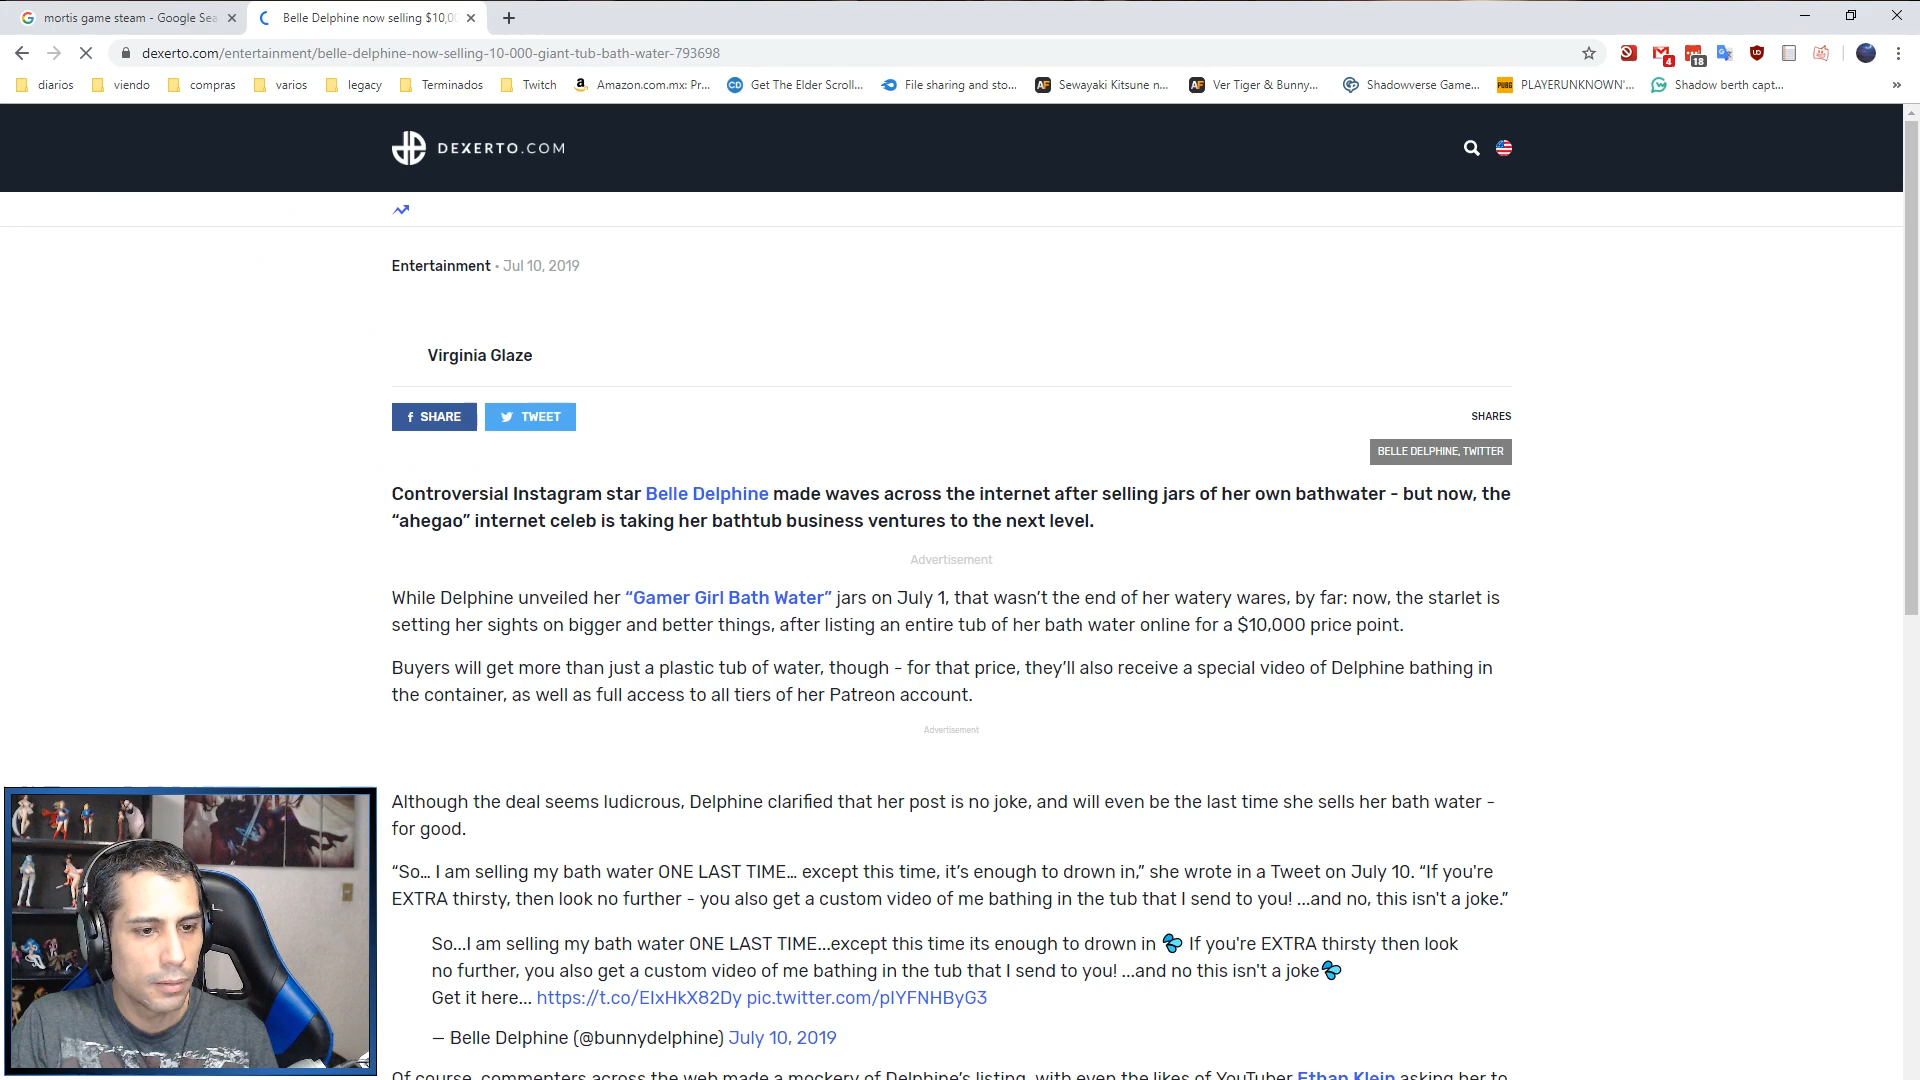 mortis game steam - Google Sea
Belle Delphine now selling $10,0
dexerto.com/entertainment/belle-delphine-now-selling-10-000-giant-tub-bath-water-793698
4
18
diarios
viendo
compras
varios
legacy
Terminados
Twitch
Amazon.com.mx: Pr...
CD Get The Elder Scroll...
File sharing and sto...
AF Sewayaki Kitsune n...
AF Ver Tiger & Bunny...
Shadowverse Game...
PUBG PLAYERUNKNOWN'...
Shadow berth capt...
»
DEXERTO.COM
Entertainment • Jul 10, 2019
Virginia Glaze
f SHARE
TWEET
SHARES
BELLE DELPHINE, TWITTER
Controversial Instagram star Belle Delphine made waves across the internet after selling jars of her own bathwater - but now, the
“ahegao” internet celeb is taking her bathtub business ventures to the next level.
Advertisement
While Delphine unveiled her “Gamer Girl Bath Water” jars on July 1, that wasn’t the end of her watery wares, by far: now, the starlet is
setting her sights on bigger and better things, after listing an entire tub of her bath water online for a $10,000 price point.
Buyers will get more than just a plastic tub of water, though - for that price, they’ll also receive a special video of Delphine bathing in
the container, as well as full access to all tiers of her Patreon account.
Advertisement
Although the deal seems ludicrous, Delphine clarified that her post is no joke, and will even be the last time she sells her bath water -
for good.
“So… I am selling my bath water ONE LAST TIME… except this time, it’s enough to drown in,” she wrote in a Tweet on July 10. “If you're
EXTRA thirsty, then look no further - you also get a custom video of me bathing in the tub that I send to you! ...and no, this isn't a joke.”
So...I am selling my bath water ONE LAST TIME...except this time its enough to drown in 💦 If you're EXTRA thirsty then look
no further, you also get a custom video of me bathing in the tub that I send to you! ...and no this isn't a joke💦
Get it here... https://t.co/EIxHkX82Dy pic.twitter.com/pIYFNHByG3
— Belle Delphine (@bunnydelphine) July 10, 2019
Of course, commenters across the web made a mockery of Delphine’s listing, with even the likes of YouTuber Ethan Klein asking her to